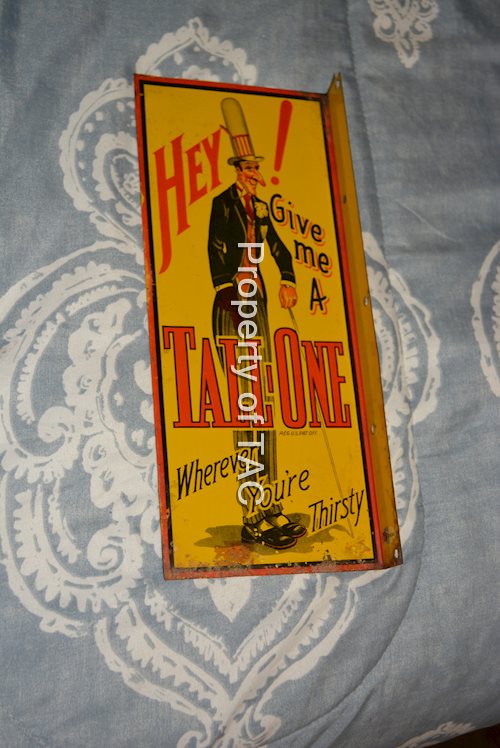 HEY!
Give
me
A
TALL ONE
REG. U.S. PAT. OFF.
Wherever
You're
Thirsty
Property of TAC